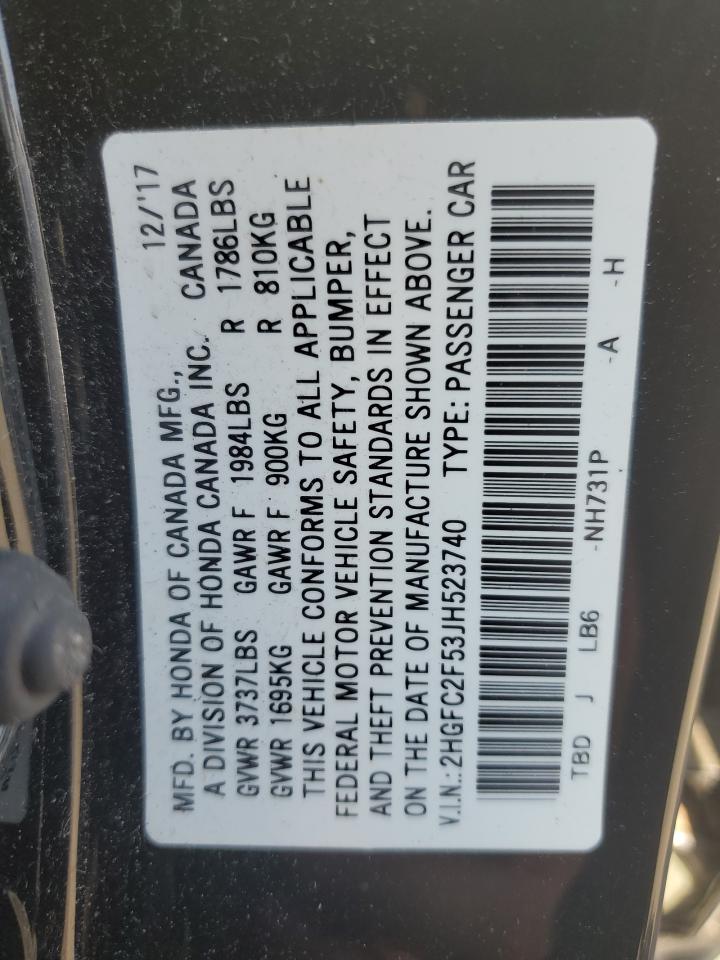 12/'17
MFD. BY HONDA OF CANADA MFG.,
A DIVISION OF HONDA CANADA INC. CANADA
GVWR 3737LBS GAWR F 1984LBS R 1786LBS
GVWR 1695KG GAWR F 900KG R 810KG
THIS VEHICLE CONFORMS TO ALL APPLICABLE
FEDERAL MOTOR VEHICLE SAFETY, BUMPER,
AND THEFT PREVENTION STANDARDS IN EFFECT
ON THE DATE OF MANUFACTURE SHOWN ABOVE.
V.I.N.: 2HGFC2F53JH523740 TYPE: PASSENGER CAR
TBD J LB6 -NH731P -A -H